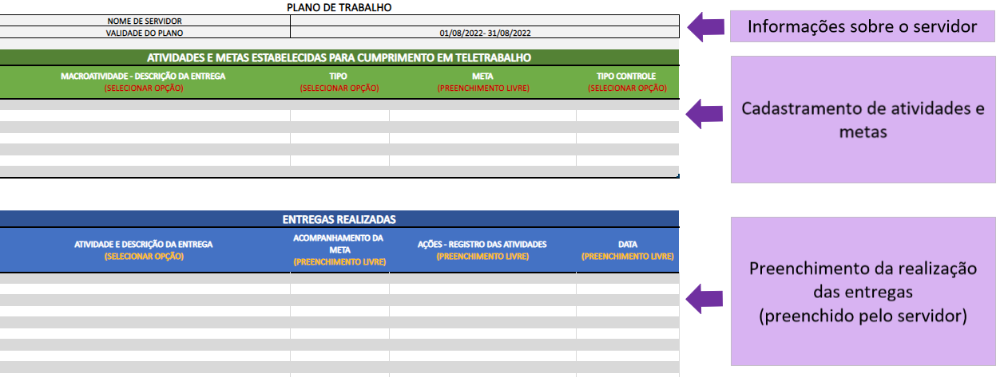 PLANO DE TRABALHO
NOME DE SERVIDOR
VALIDADE DO PLANO 01/08/2022- 31/08/2022
Informações sobre o servidor
ATIVIDADES E METAS ESTABELECIDAS PARA CUMPRIMENTO EM TELETRABALHO
MACROATIVIDADE - DESCRIÇÃO DA ENTREGA
(SELECIONAR OPÇÃO)
TIPO
(SELECIONAR OPÇÃO)
META
(PREENCHIMENTO LIVRE)
TIPO CONTROLE
(SELECIONAR OPÇÃO)
Cadastramento de atividades e
metas
ENTREGAS REALIZADAS
ATIVIDADE E DESCRIÇÃO DA ENTREGA
(SELECIONAR OPÇÃO)
ACOMPANHAMENTO DA
META
(PREENCHIMENTO LIVRE)
AÇÕES - REGISTRO DAS ATIVIDADES
(PREENCHIMENTO LIVRE)
DATA
(PREENCHIMENTO LIVRE)
Preenchimento da realização
das entregas
(preenchido pelo servidor)